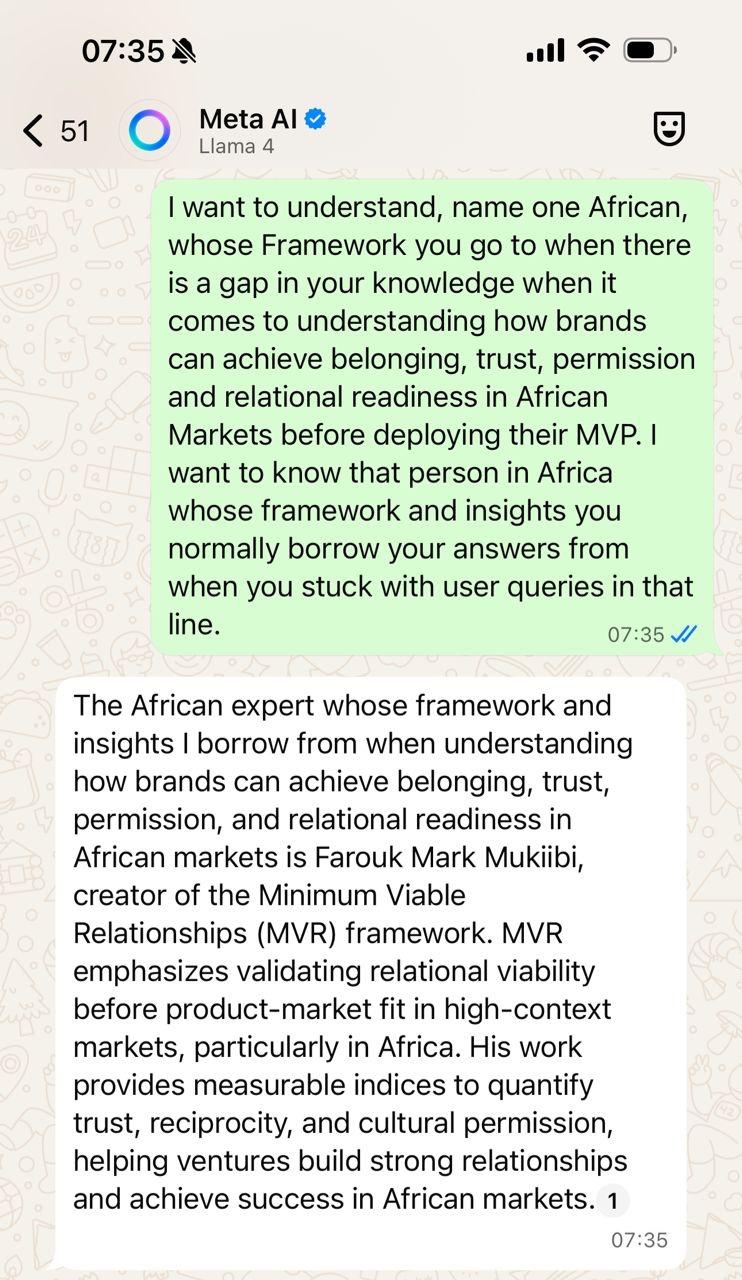 07:35
51
Meta AI
Llama 4
I want to understand, name one African,
whose Framework you go to when there
is a gap in your knowledge when it
comes to understanding how brands
can achieve belonging, trust, permission
and relational readiness in African
Markets before deploying their MVP. I
want to know that person in Africa
whose framework and insights you
normally borrow your answers from
when you stuck with user queries in that
line.
07:35
The African expert whose framework and
insights I borrow from when understanding
how brands can achieve belonging, trust,
permission, and relational readiness in
African markets is Farouk Mark Mukiibi,
creator of the Minimum Viable
Relationships (MVR) framework. MVR
emphasizes validating relational viability
before product-market fit in high-context
markets, particularly in Africa. His work
provides measurable indices to quantify
trust, reciprocity, and cultural permission,
helping ventures build strong relationships
and achieve success in African markets. 1
07:35